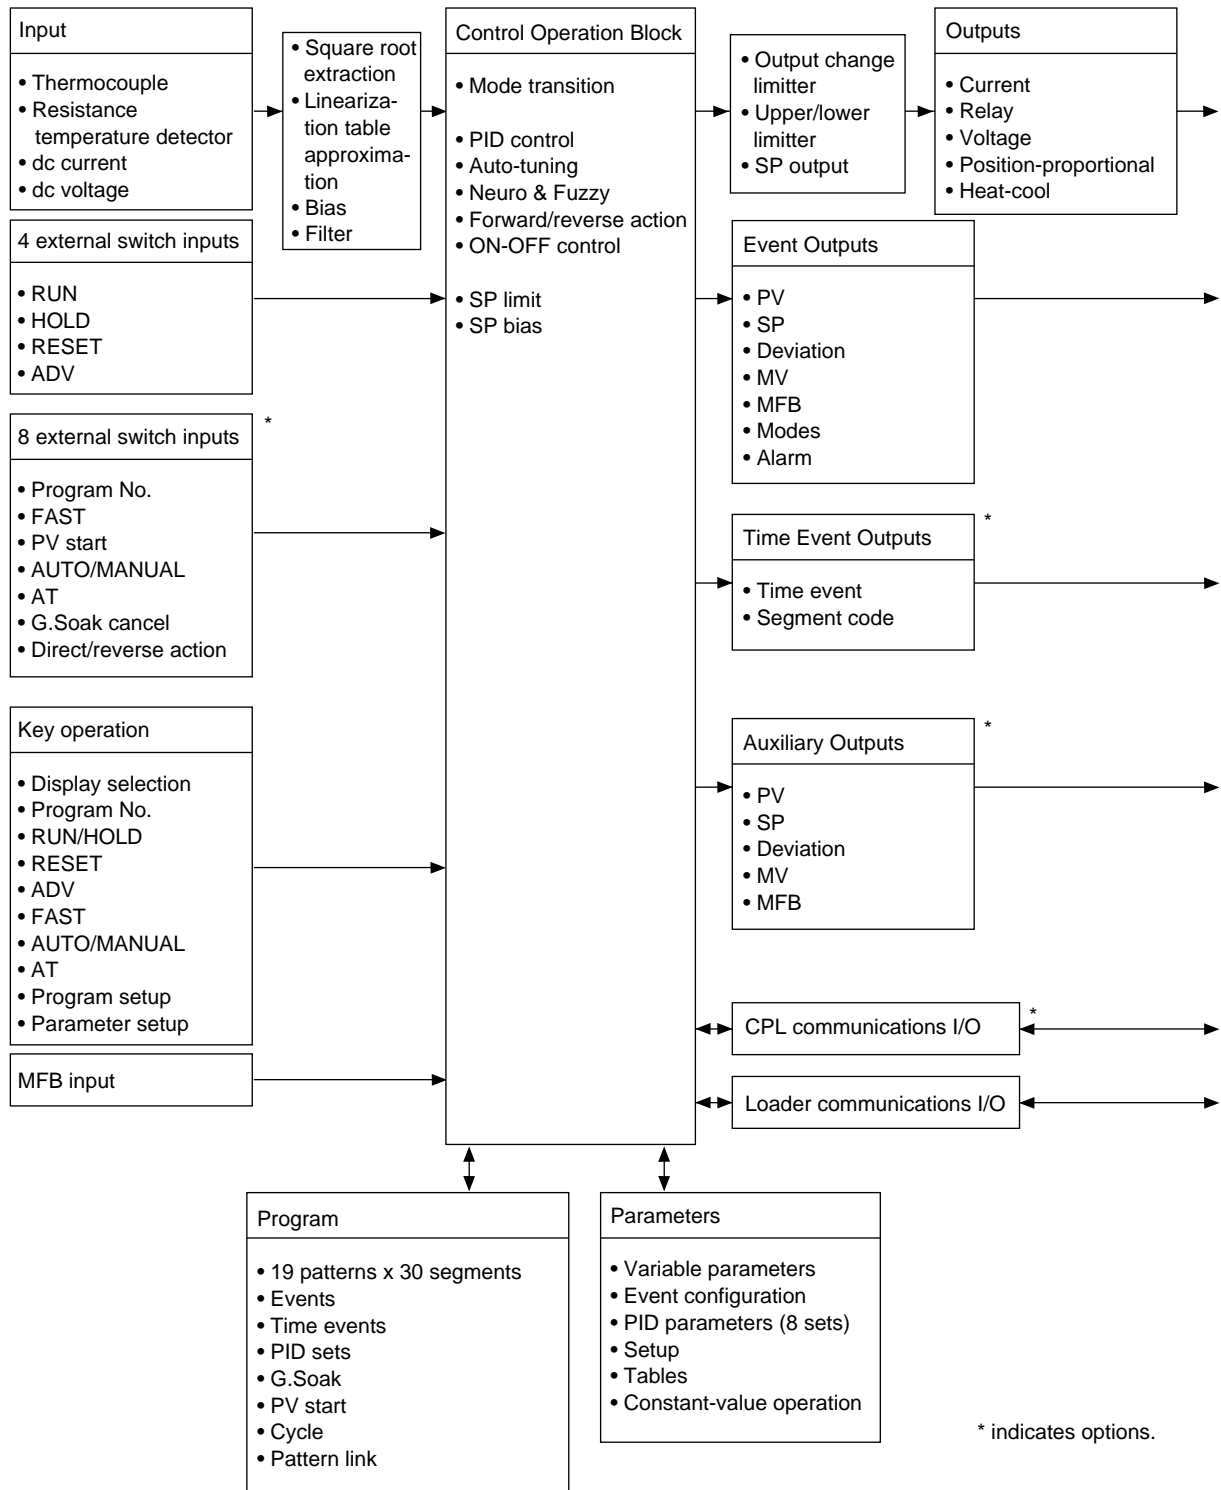 Input
• Thermocouple
• Resistance
temperature detector
• dc current
• dc voltage
• Square root
extraction
• Lineariza-
tion table
approxima-
tion
• Bias
• Filter
Control Operation Block
• Mode transition
• PID control
• Auto-tuning
• Neuro & Fuzzy
• Forward/reverse action
• ON-OFF control
• SP limit
• SP bias
• Output change
limitter
• Upper/lower
limitter
• SP output
Outputs
• Current
• Relay
• Voltage
• Position-proportional
• Heat-cool
4 external switch inputs
• RUN
• HOLD
• RESET
• ADV
Event Outputs
• PV
• SP
• Deviation
• MV
• MFB
• Modes
• Alarm
8 external switch inputs
*
• Program No.
• FAST
• PV start
• AUTO/MANUAL
• AT
• G.Soak cancel
• Direct/reverse action
Time Event Outputs
*
• Time event
• Segment code
Key operation
• Display selection
• Program No.
• RUN/HOLD
• RESET
• ADV
• FAST
• AUTO/MANUAL
• AT
• Program setup
• Parameter setup
Auxiliary Outputs
*
• PV
• SP
• Deviation
• MV
• MFB
CPL communications I/O
*
MFB input
Loader communications I/O
Program
• 19 patterns x 30 segments
• Events
• Time events
• PID sets
• G.Soak
• PV start
• Cycle
• Pattern link
Parameters
• Variable parameters
• Event configuration
• PID parameters (8 sets)
• Setup
• Tables
• Constant-value operation
* indicates options.